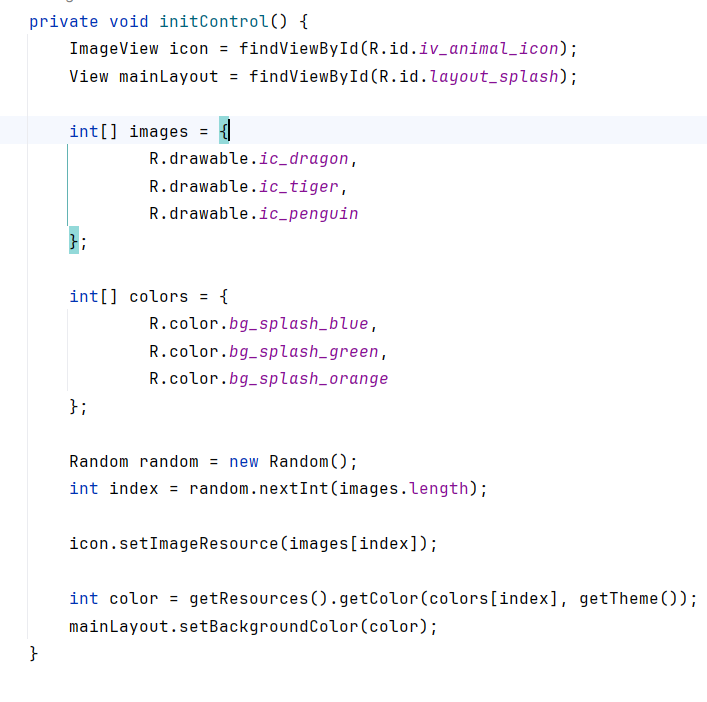 private void initControl() {
    ImageView icon = findViewById(R.id.iv_animal_icon);
    View mainLayout = findViewById(R.id.layout_splash);

    int[] images = {
            R.drawable.ic_dragon,
            R.drawable.ic_tiger,
            R.drawable.ic_penguin
    };

    int[] colors = {
            R.color.bg_splash_blue,
            R.color.bg_splash_green,
            R.color.bg_splash_orange
    };

    Random random = new Random();
    int index = random.nextInt(images.length);

    icon.setImageResource(images[index]);

    int color = getResources().getColor(colors[index], getTheme());
    mainLayout.setBackgroundColor(color);
}